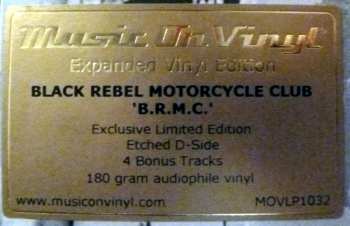 Music On Vinyl
Expanded Vinyl Edition
BLACK REBEL MOTORCYCLE CLUB
'B.R.M.C.'
Exclusive Limited Edition
Etched D-Side
4 Bonus Tracks
180 gram audiophile vinyl
www.musiconvinyl.com MOVLP1032